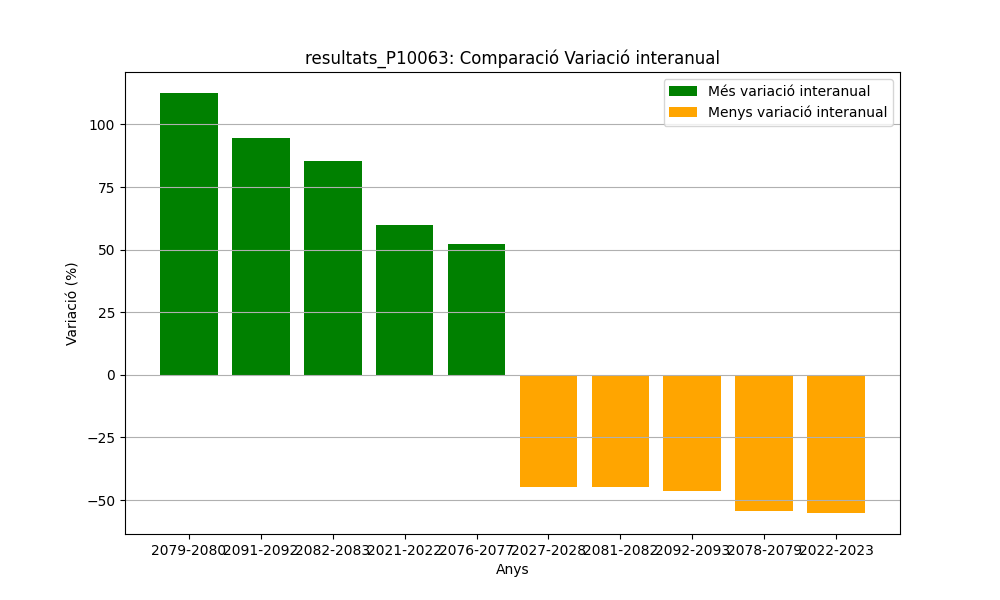 resultats_P10063: Comparació Variació interanual
Més variació interanual
Menys variació interanual
Variació (%)
100
75
50
25
0
−25
−50
2079-2080 2091-2092 2082-2083 2021-2022 2076-2077 2027-2028 2081-2082 2092-2093 2078-2079 2022-2023
Anys